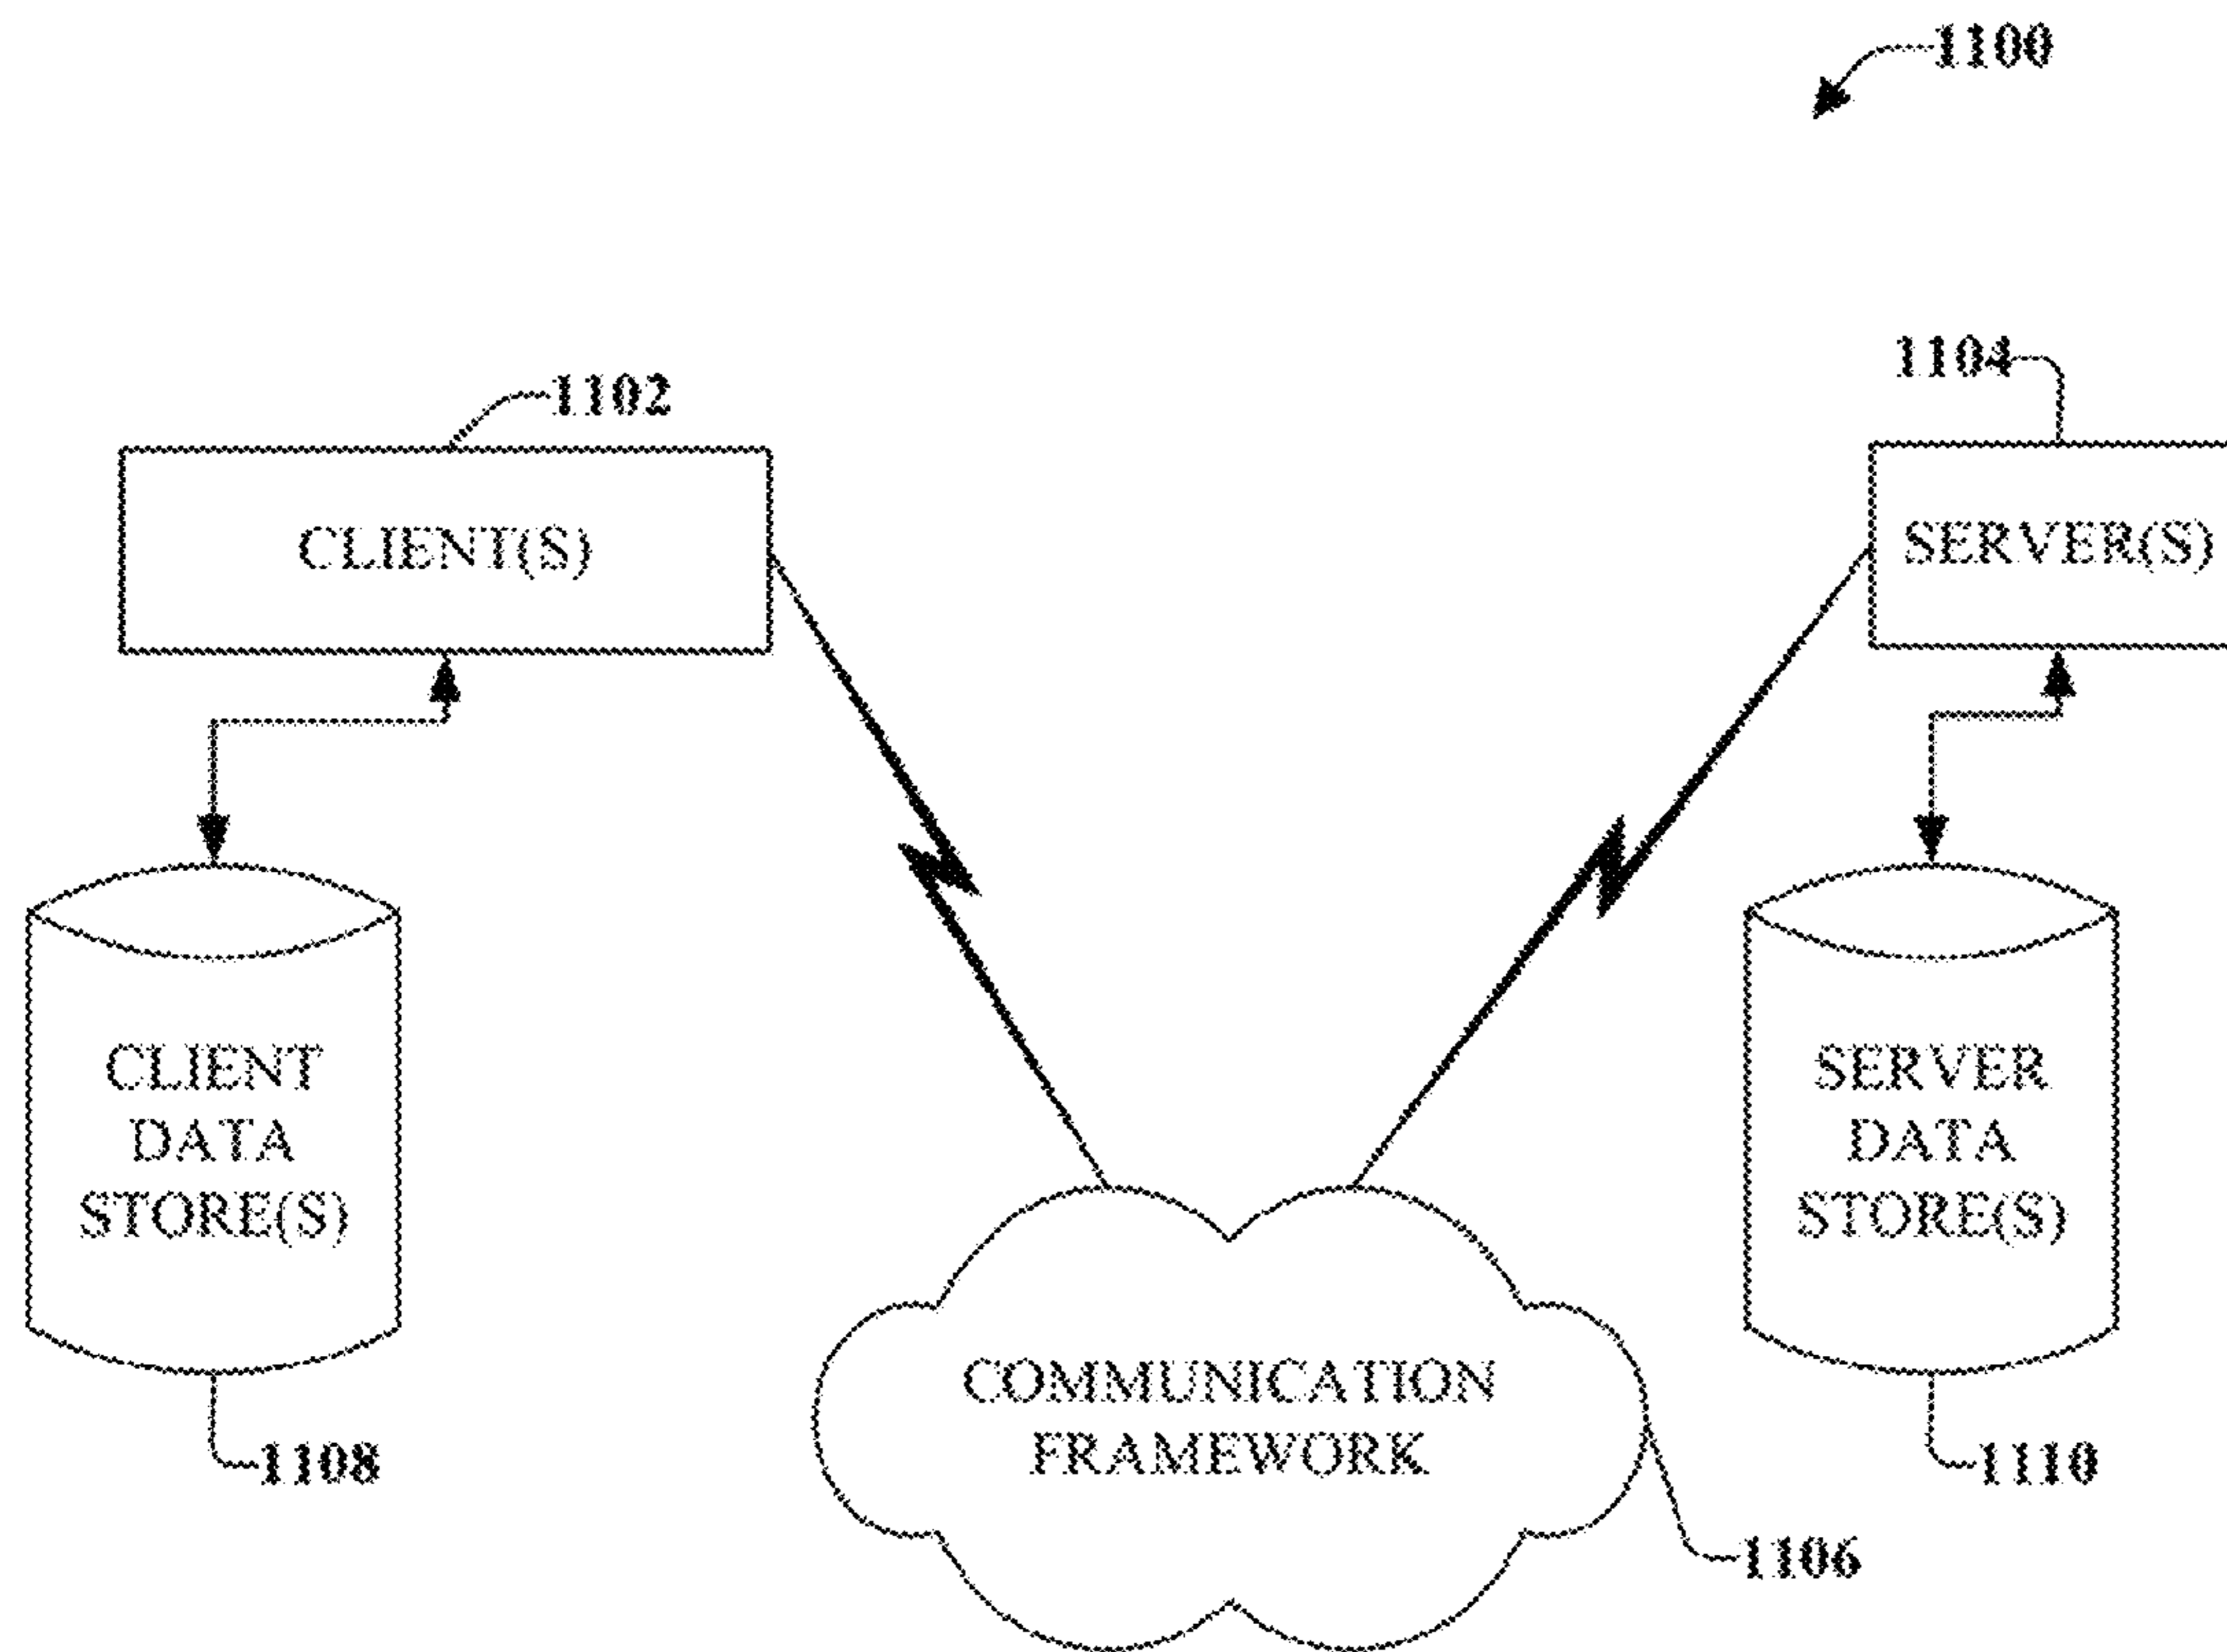 1100
1102
1104
CLIENT(S)
SERVER(S)
CLIENT
DATA
STORE(S)
SERVER
DATA
STORE(S)
COMMUNICATION
FRAMEWORK
1108
1110
1106